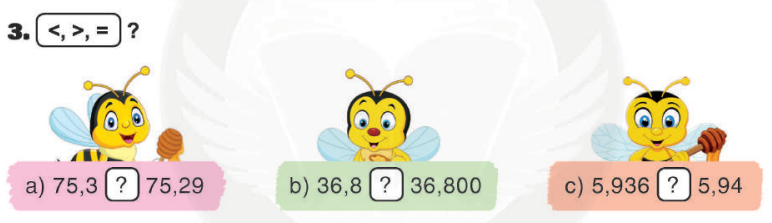 3. <, >, = ?
a) 75,3 ? 75,29
b) 36,8 ? 36,800
c) 5,936 ? 5,94